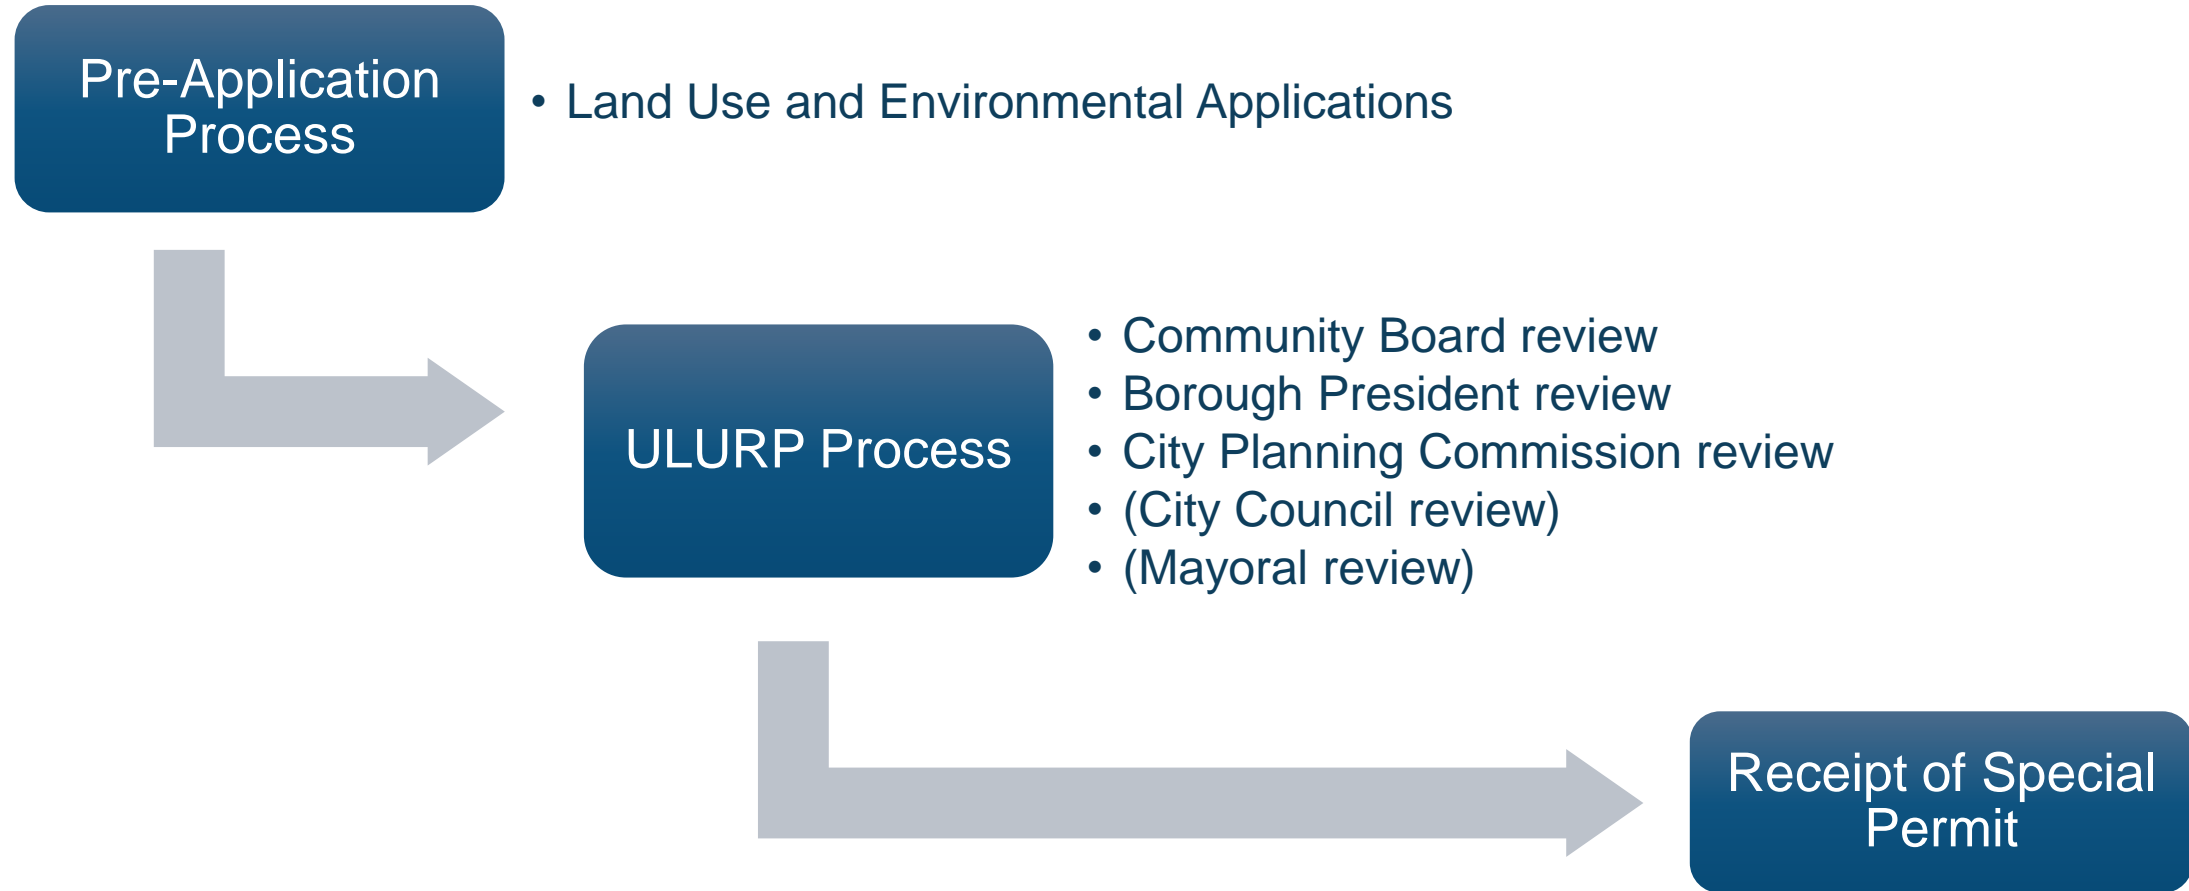 Pre-Application
Process
• Land Use and Environmental Applications
ULURP Process
• Community Board review
• Borough President review
• City Planning Commission review
• (City Council review)
• (Mayoral review)
Receipt of Special
Permit